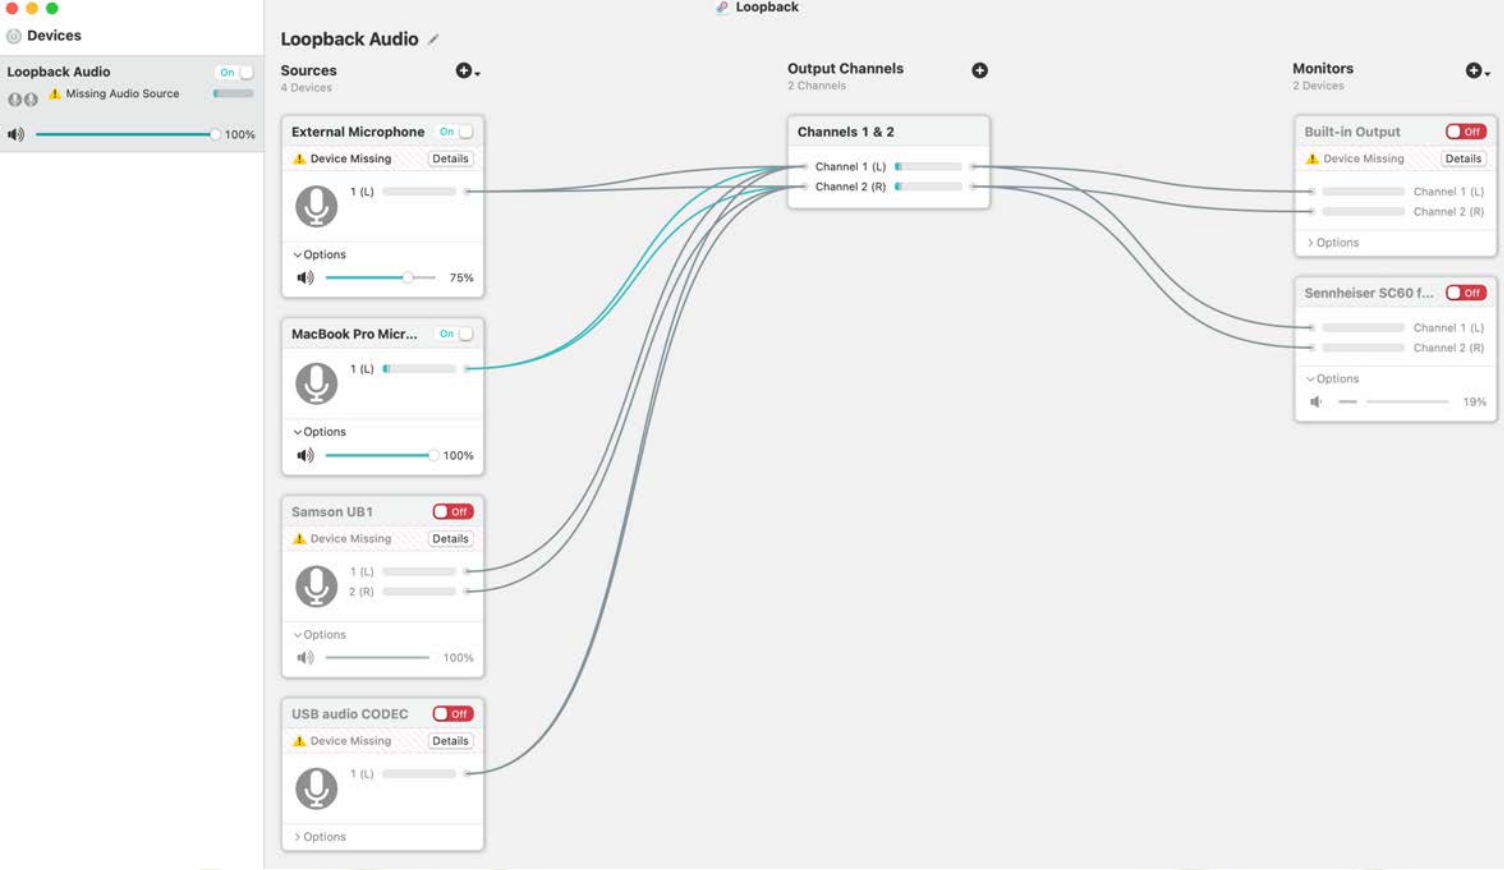 Loopback
Devices
Loopback Audio On
Missing Audio Source
100%
Loopback Audio
Sources
4 Devices
External Microphone On
Device Missing Details
1 (L)
Options
75%
MacBook Pro Micr... On
1 (L)
Options
100%
Samson UB1 Off
Device Missing Details
1 (L)
2 (R)
Options
100%
USB audio CODEC Off
Device Missing Details
1 (L)
Options
Output Channels
2 Channels
Channels 1 & 2
Channel 1 (L)
Channel 2 (R)
Monitors
2 Devices
Built-in Output Off
Device Missing Details
Channel 1 (L)
Channel 2 (R)
Options
Sennheiser SC60 f... Off
Channel 1 (L)
Channel 2 (R)
Options
19%